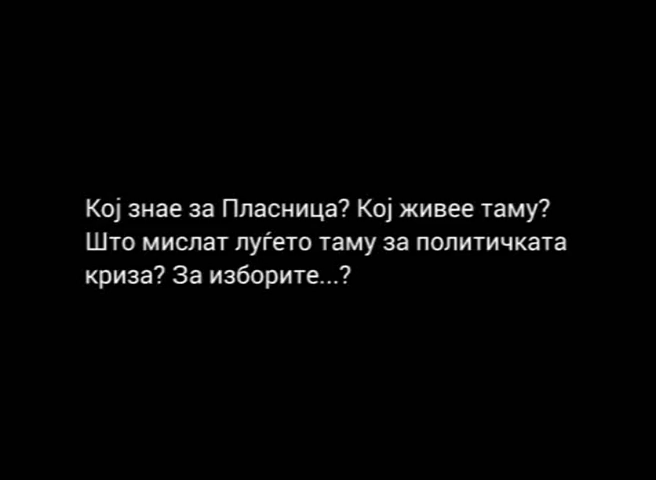 Кој знае за Пласница? Кој живее таму?
Што мислат луѓето таму за политичката
криза? За изборите...?